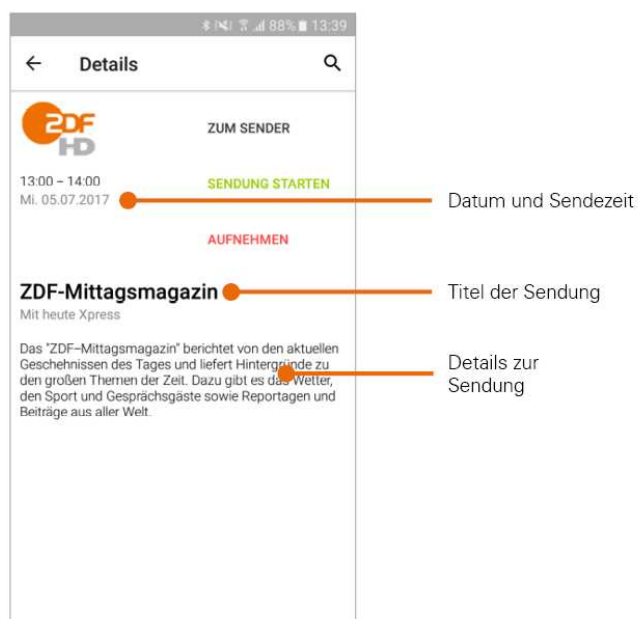 88% 13:39
Details
ZDF
HD
ZUM SENDER
13:00 – 14:00
Mi. 05.07.2017
SENDUNG STARTEN
Datum und Sendezeit
AUFNEHMEN
ZDF-Mittagsmagazin
Titel der Sendung
Mit heute Xpress
Das "ZDF–Mittagsmagazin" berichtet von den aktuellen
Geschehnissen des Tages und liefert Hintergründe zu
den großen Themen der Zeit. Dazu gibt es das Wetter,
den Sport und Gesprächsgäste sowie Reportagen und
Beiträge aus aller Welt.
Details zur
Sendung